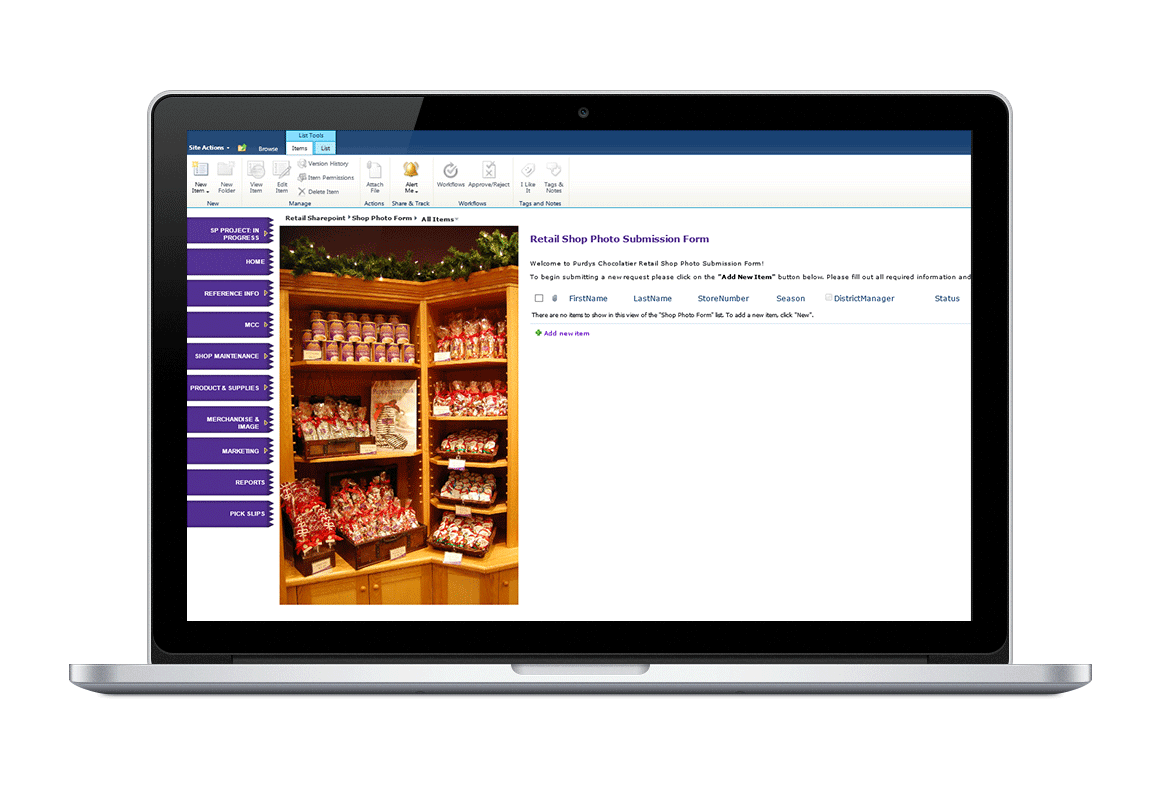 List Tools
Site Actions
Browse
Items
List
New Item
New Folder
View Item
Edit Item
Version History
Item Permissions
Delete Item
Attach File
Alert Me
Workflows
Approve/Reject
I Like It
Tags & Notes
New
Manage
Actions
Share & Track
Workflows
Tags and Notes
Retail Sharepoint
Shop Photo Form
All Items
SP PROJECT: IN
PROGRESS
HOME
REFERENCE INFO
MCC
SHOP MAINTENANCE
PRODUCT & SUPPLIES
MERCHANDISE &
IMAGE
MARKETING
REPORTS
PICK SLIPS
Retail Shop Photo Submission Form
Welcome to Purdys Chocolatier Retail Shop Photo Submission Form!
To begin submitting a new request please click on the "Add New Item" button below. Please fill out all required information and
FirstName LastName StoreNumber Season DistrictManager Status
There are no items to show in this view of the "Shop Photo Form" list. To add a new item, click "New".
Add new item